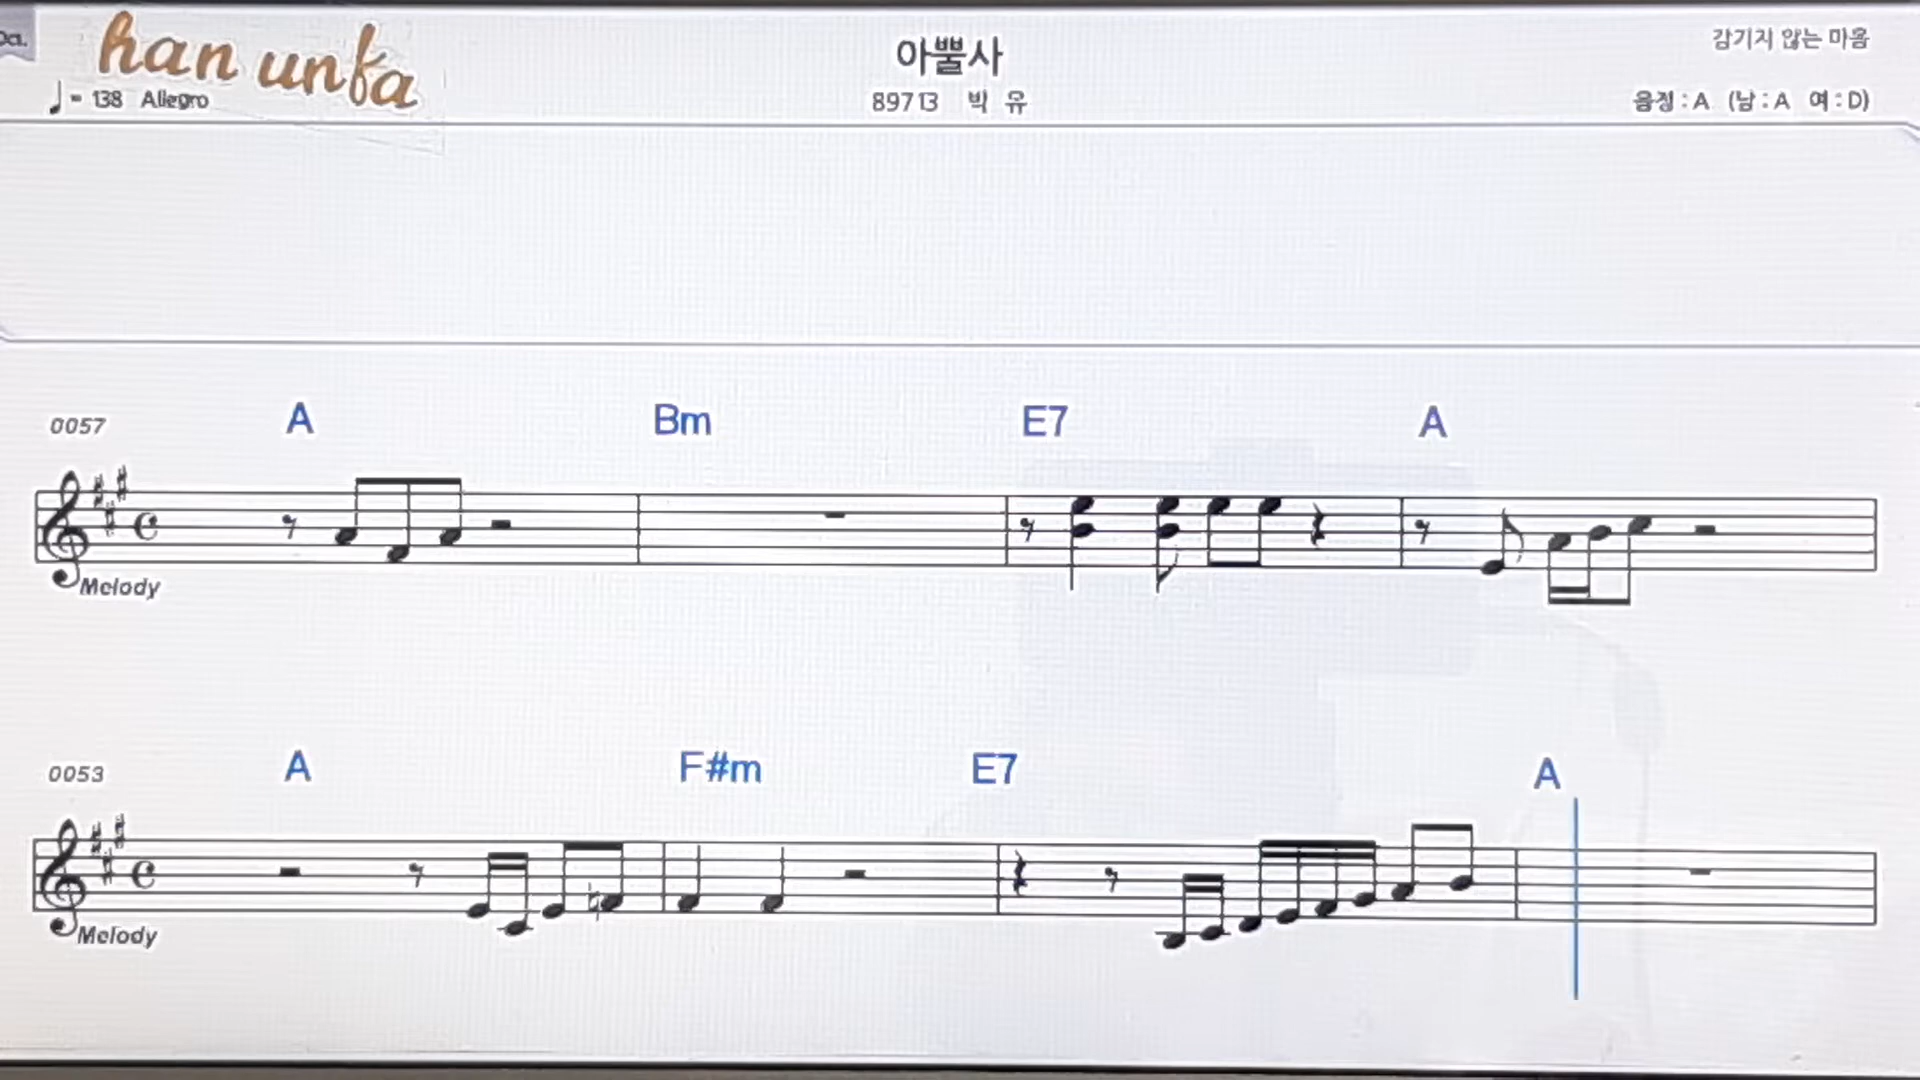 han unfa
♩= 138 Allegro
아뿔사
89713 박 유
감기지 않는 마음
음정 : A (남 : A 여 : D)
0057 A Bm E7 A
Melody
0053 A F#m E7 A
Melody